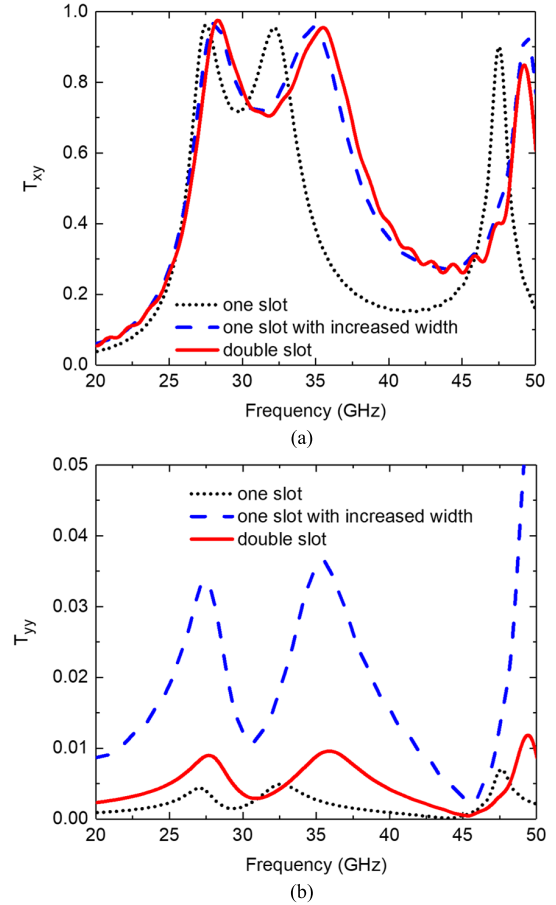 1.0
0.8
0.6
0.4
0.2
0.0
Txy
one slot
one slot with increased width
double slot
20 25 30 35 40 45 50
Frequency (GHz)
(a)
0.05
0.04
0.03
0.02
0.01
0.00
Tyy
one slot
one slot with increased width
double slot
20 25 30 35 40 45 50
Frequency (GHz)
(b)